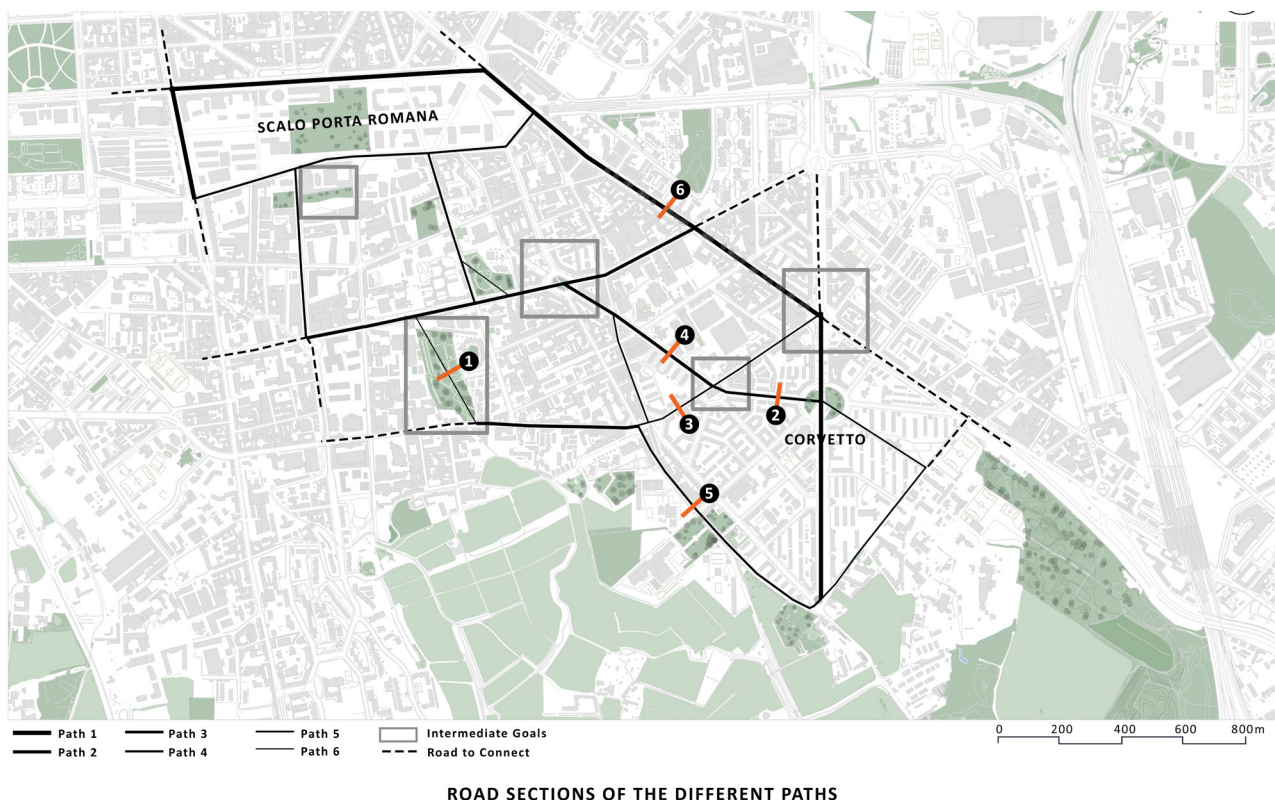 SCALO PORTA ROMANA
6
4
1
2
3
CORVETTO
5
Path 1
Path 3
Path 5
Intermediate Goals
Path 2
Path 4
Path 6
Road to Connect
0 200 400 600 800m
ROAD SECTIONS OF THE DIFFERENT PATHS